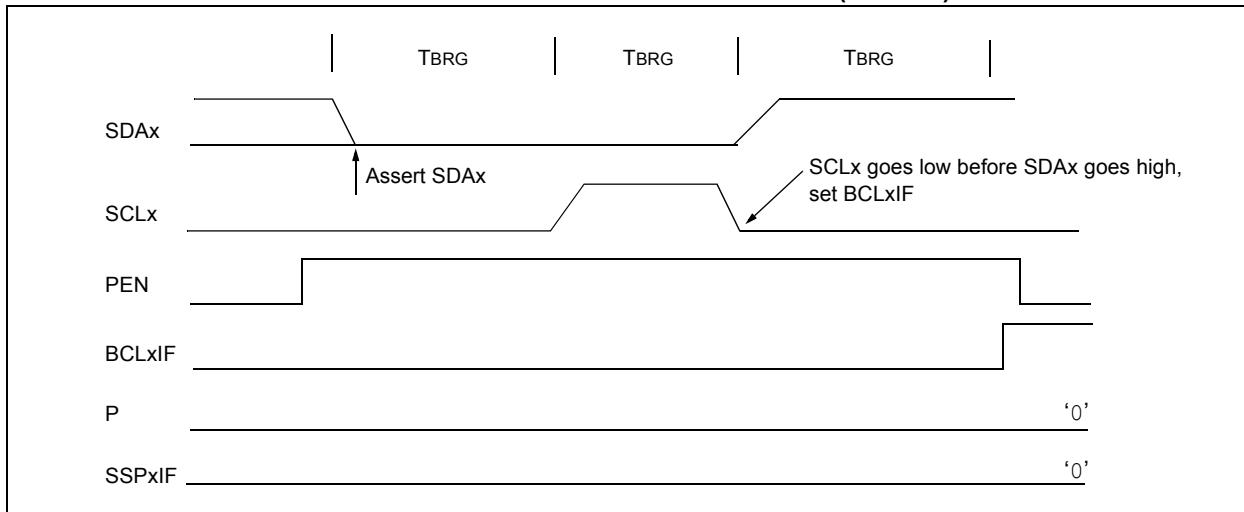 TBRG TBRG TBRG
SDAx
Assert SDAx
SCLx goes low before SDAx goes high,
set BCLxIF
SCLx
PEN
BCLxIF
P '0'
SSPxIF '0'